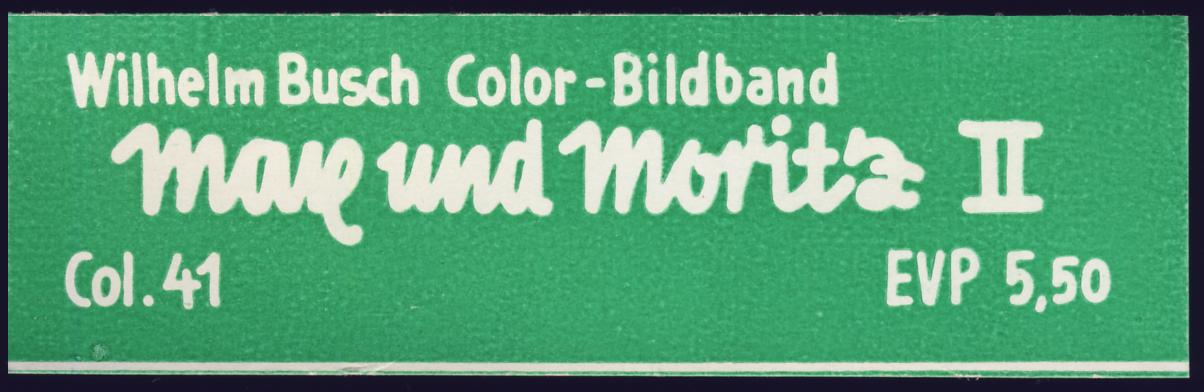 Wilhelm Busch Color-Bildband
Max und Moritz II
Col. 41
EVP 5,50